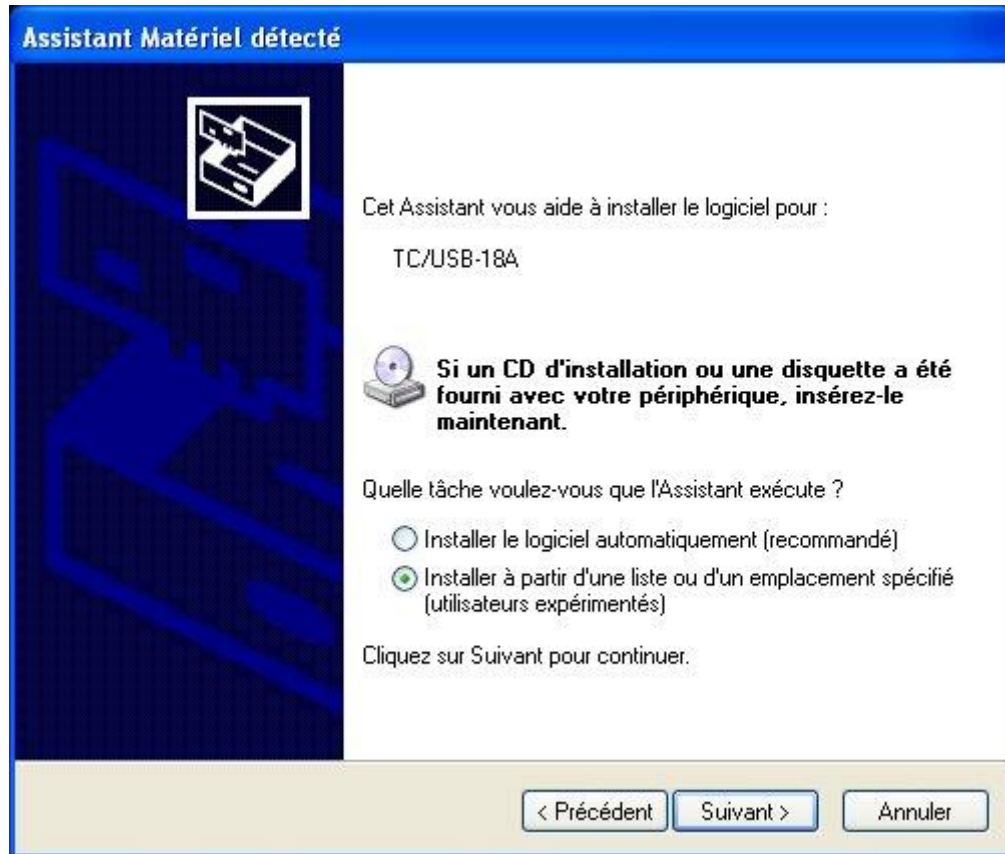 Assistant Matériel détecté
Cet Assistant vous aide à installer le logiciel pour :
TC/USB-18A
Si un CD d'installation ou une disquette a été
fourni avec votre périphérique, insérez-le
maintenant.
Quelle tâche voulez-vous que l'Assistant exécute ?
Installer le logiciel automatiquement (recommandé)
Installer à partir d'une liste ou d'un emplacement spécifié
(utilisateurs expérimentés)
Cliquez sur Suivant pour continuer.
< Précédent Suivant > Annuler